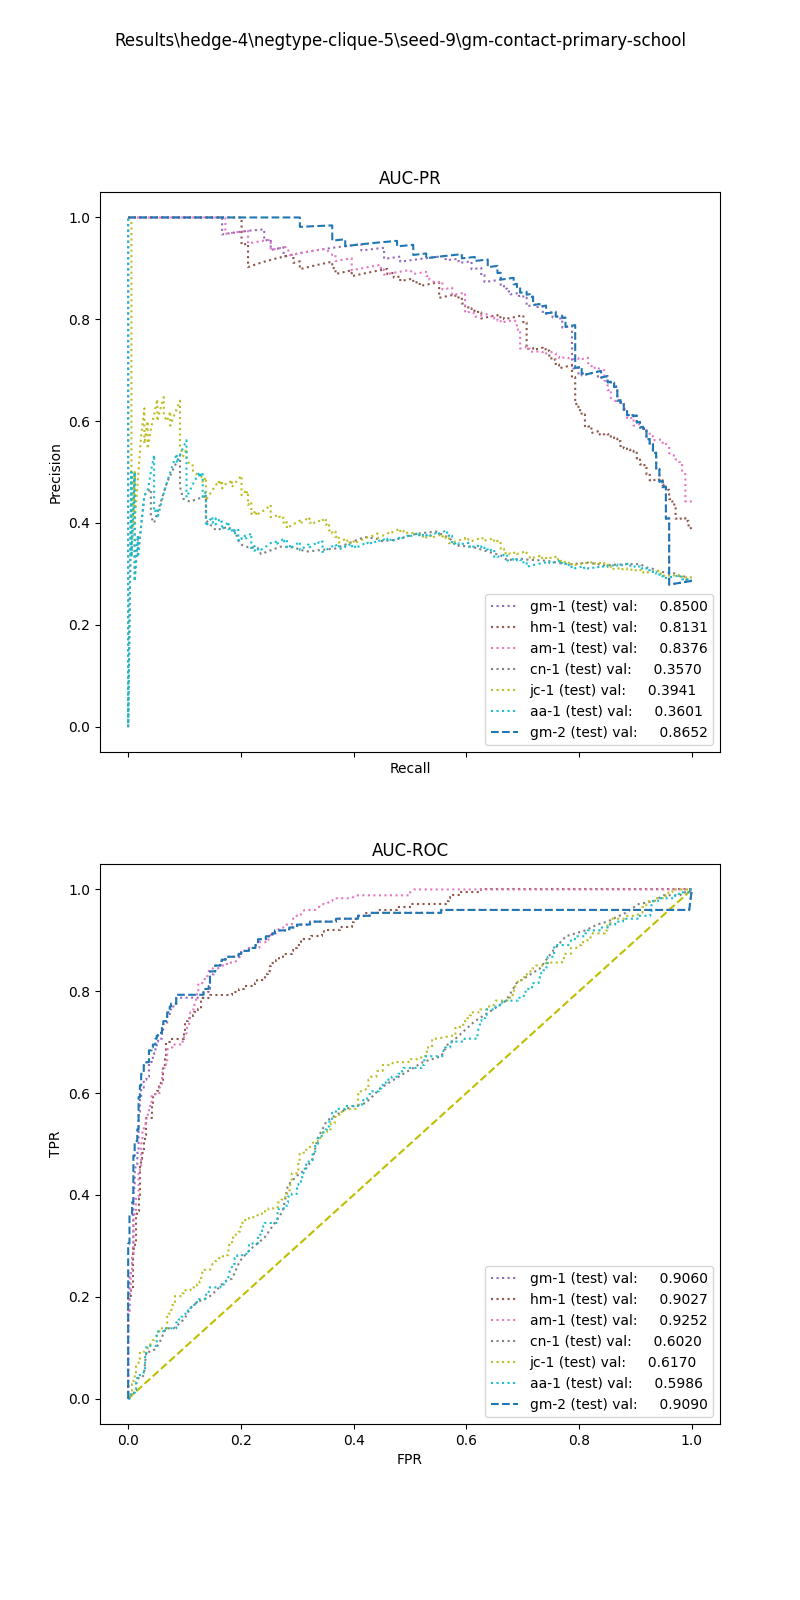 Results\hedge-4\negtype-clique-5\seed-9\gm-contact-primary-school
AUC-PR
1.0
0.8
0.6
0.4
0.2
0.0
Precision
Recall
gm-1 (test) val: 0.8500
hm-1 (test) val: 0.8131
am-1 (test) val: 0.8376
cn-1 (test) val: 0.3570
jc-1 (test) val: 0.3941
aa-1 (test) val: 0.3601
gm-2 (test) val: 0.8652
AUC-ROC
1.0
0.8
0.6
0.4
0.2
0.0
TPR
gm-1 (test) val: 0.9060
hm-1 (test) val: 0.9027
am-1 (test) val: 0.9252
cn-1 (test) val: 0.6020
jc-1 (test) val: 0.6170
aa-1 (test) val: 0.5986
gm-2 (test) val: 0.9090
0.0 0.2 0.4 0.6 0.8 1.0
FPR